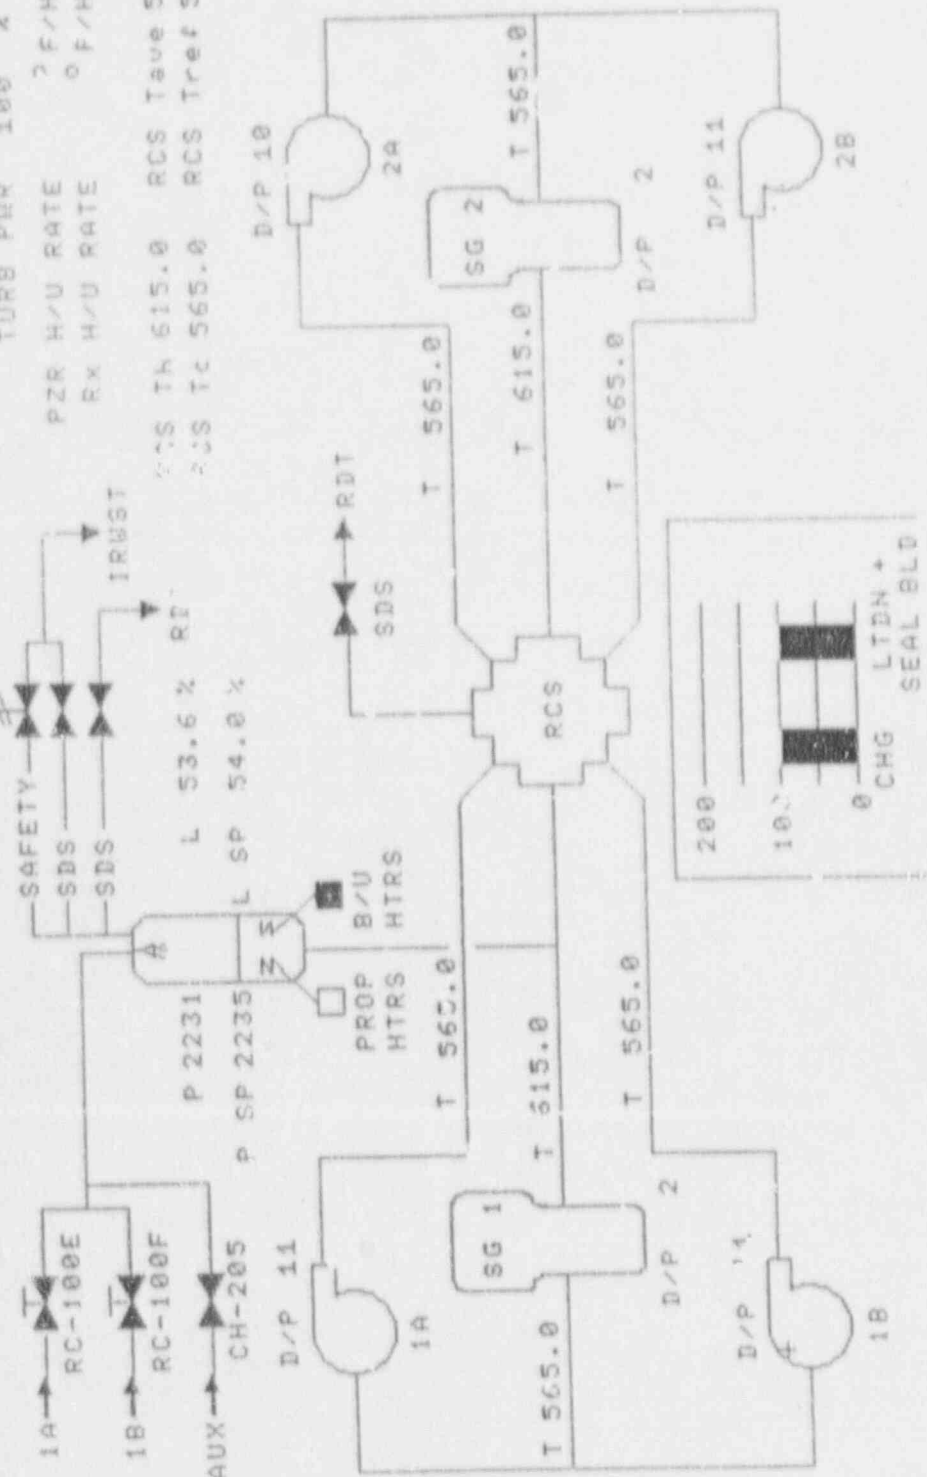 TURB PWR 100 %
PZR H/U RATE ? F/H
Rx H/U RATE 0 F/H
RCS Th 615.0 RCS Tave S
RCS Tc 565.0 RCS Tref S
1A
RC-100E
1B
RC-100F
AUX
CH-205
SAFETY
SDS
SDS
IRWST
P 2231
P SP 2235
L 53.6 %
L SP 54.0 %
PROP
HTRS
B/U
HTRS
SDS
RDT
D/P 11
1A
D/P 10
2A
T 565.0
T 565.0
SG 1
D/P 2
T 565.0
T 615.0
RCS
T 615.0
SG 2
D/P 2
T 565.0
T 565.0
T 565.0
D/P
1B
D/P 11
2B
200
0
CHG LTDN +
SEAL BLD